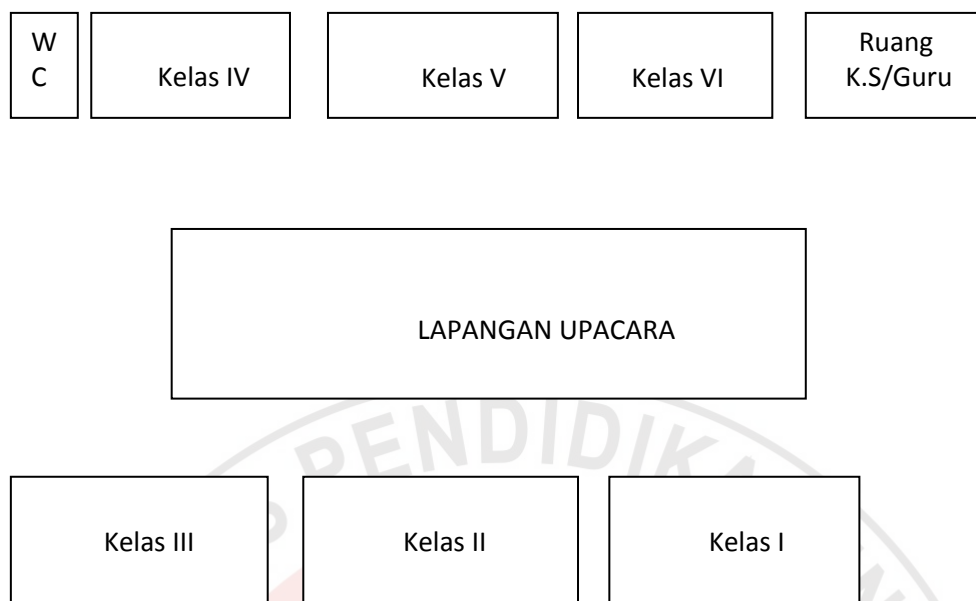 W
C
Kelas IV
Kelas V
Kelas VI
Ruang
K.S/Guru
LAPANGAN UPACARA
PENDIDIKA
Kelas III
Kelas II
Kelas I